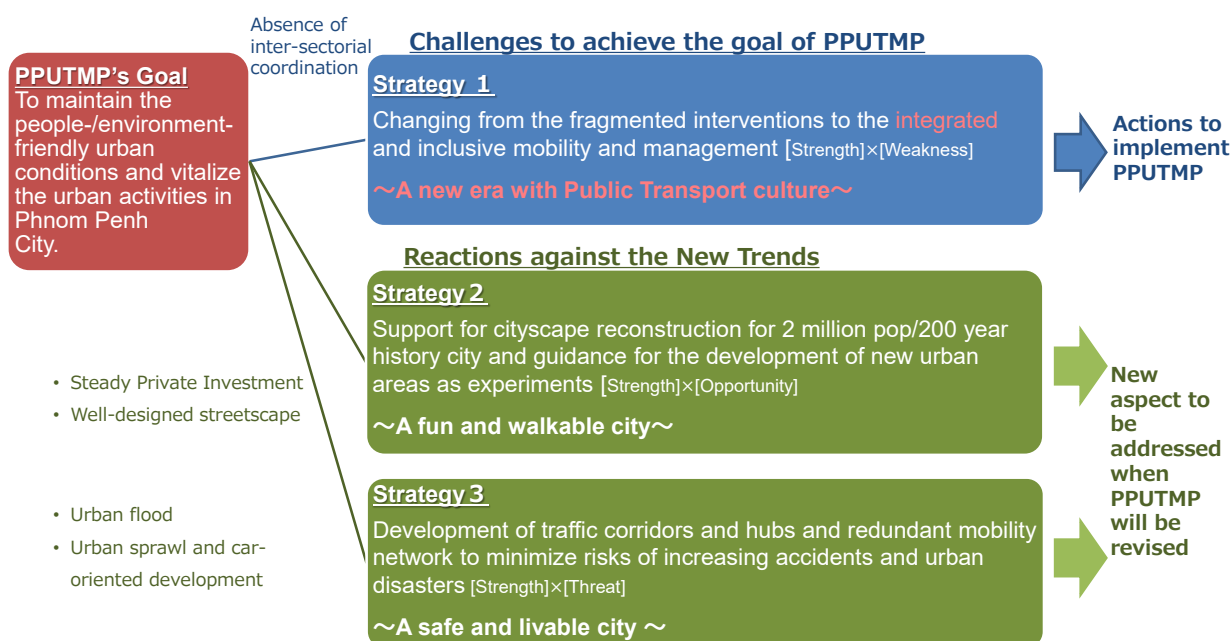 Absence of
inter-sectorial
coordination
PPUTMP's Goal
To maintain the
people-/environment-
friendly urban
conditions and vitalize
the urban activities in
Phnom Penh
City.
Challenges to achieve the goal of PPUTMP
Strategy 1
Changing from the fragmented interventions to the integrated
and inclusive mobility and management [Strength]×[Weakness]
～A new era with Public Transport culture～
Actions to
implement
PPUTMP
Reactions against the New Trends
Strategy 2
Support for cityscape reconstruction for 2 million pop/200 year
history city and guidance for the development of new urban
areas as experiments [Strength]×[Opportunity]
～A fun and walkable city～
• Steady Private Investment
• Well-designed streetscape
Strategy 3
Development of traffic corridors and hubs and redundant mobility
network to minimize risks of increasing accidents and urban
disasters [Strength]×[Threat]
～A safe and livable city ～
• Urban flood
• Urban sprawl and car-
oriented development
New
aspect to
be
addressed
when
PPUTMP
will be
revised